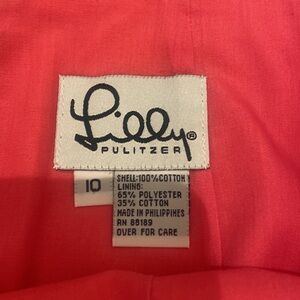 Lilly®
PULITZER
10
SHELL:100%COTTON
LINING:
65% POLYESTER
35% COTTON
MADE IN PHILIPPINES
RN 88189
OVER FOR CARE